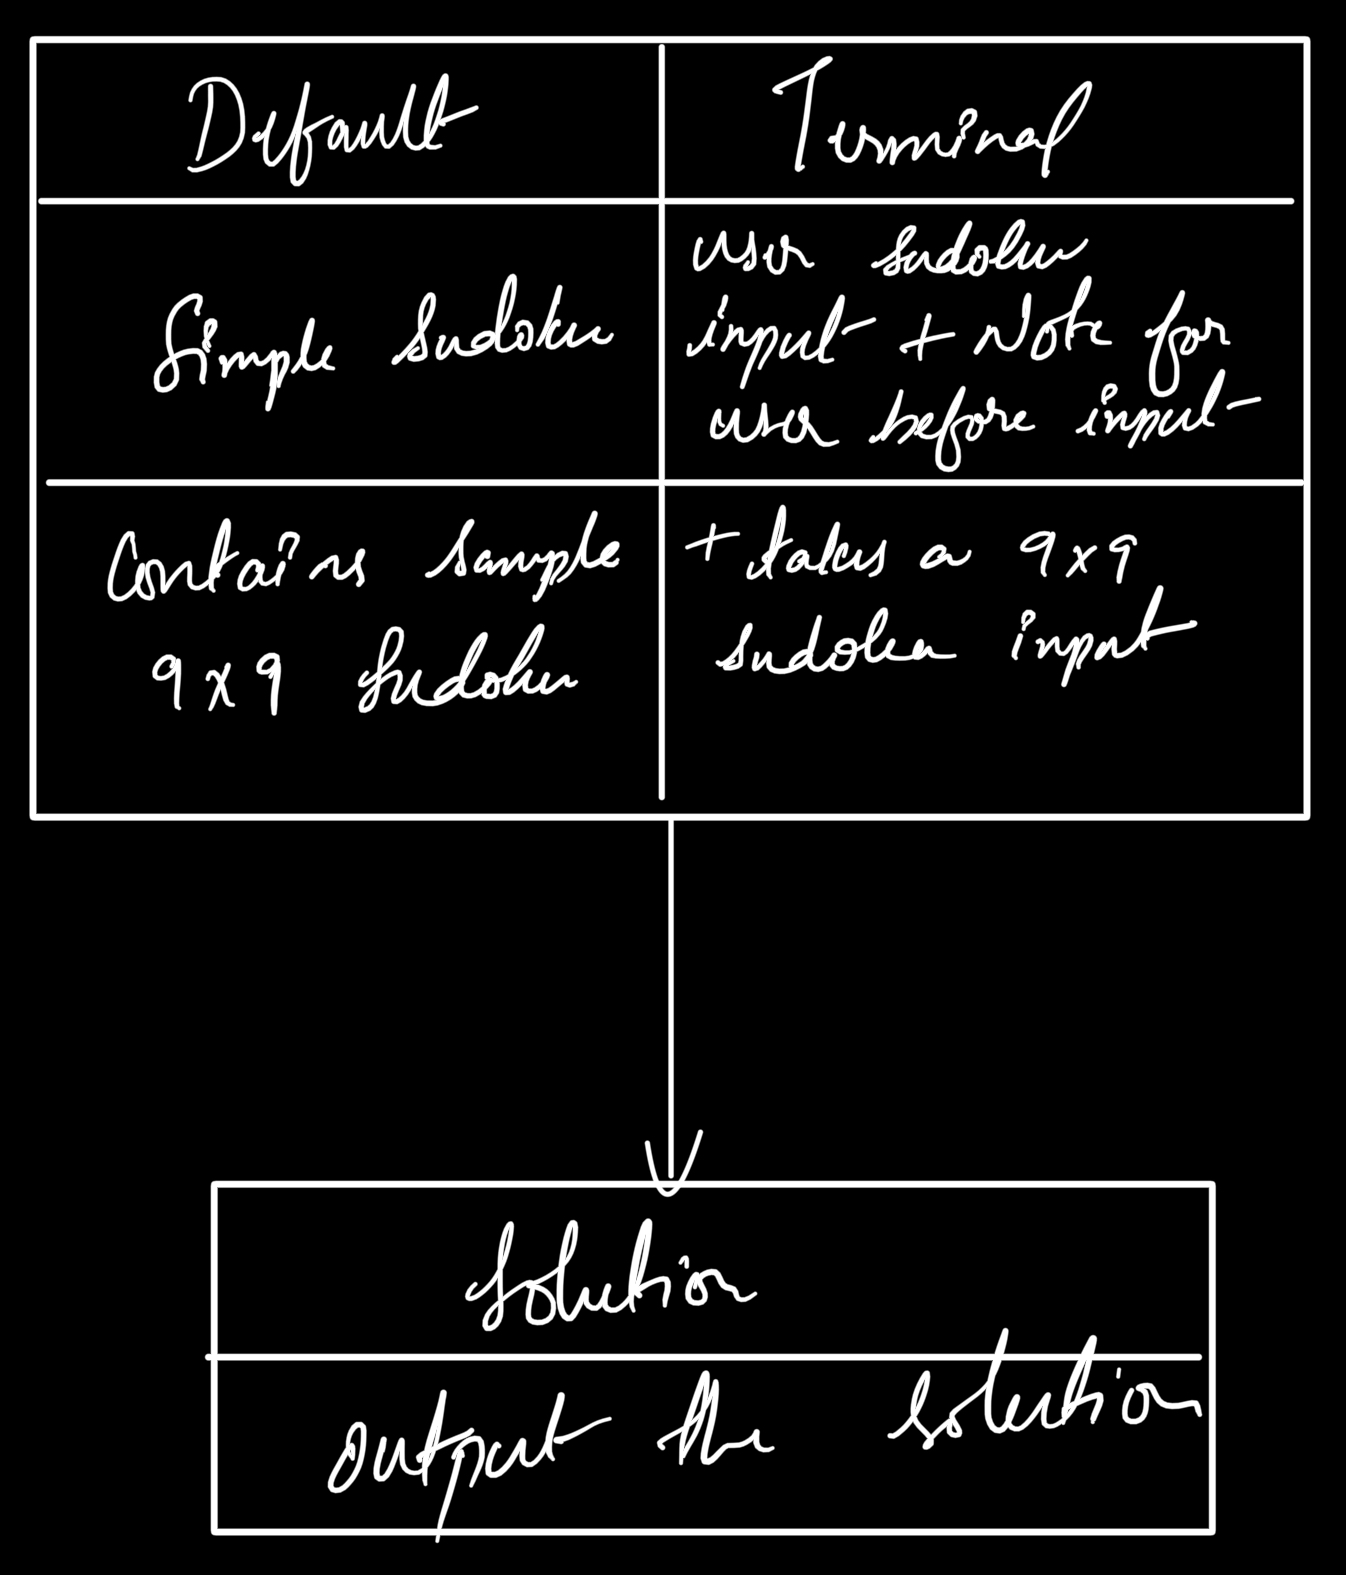 Default
Terminal
Simple Sudoku
user sudoku
input + Note for
user before input
Contains sample
9x9 Sudoku
+ takes a 9x9
sudoku input
Solution
output the solution